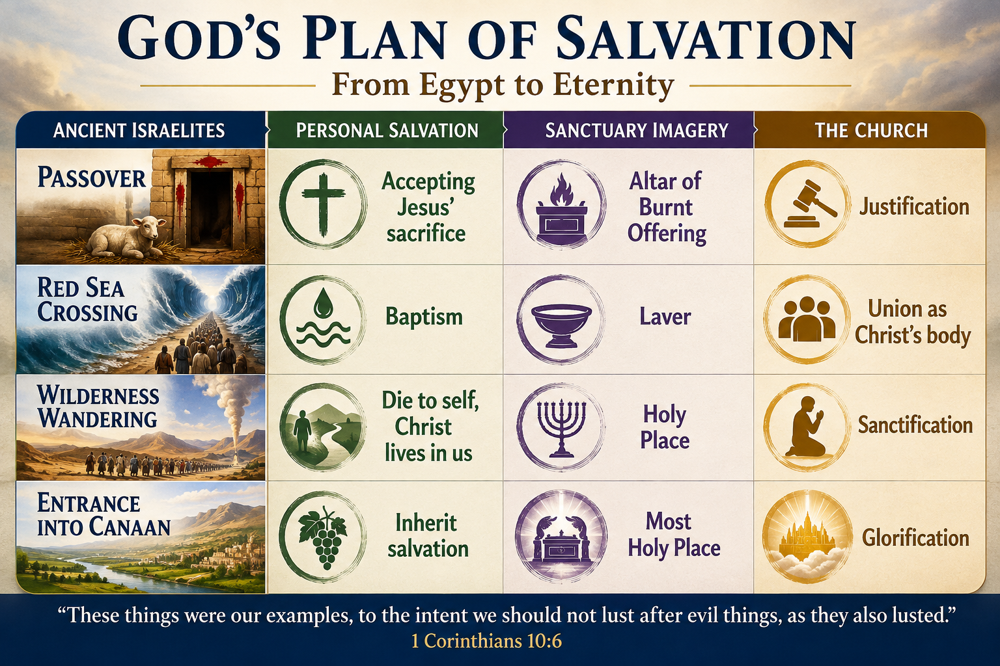 GOD'S PLAN OF SALVATION
From Egypt to Eternity
ANCIENT ISRAELITES
PERSONAL SALVATION
SANCTUARY IMAGERY
THE CHURCH
PASSOVER
Accepting
Jesus'
sacrifice
Altar of
Burnt
Offering
Justification
RED SEA
CROSSING
Baptism
Laver
Union as
Christ's body
WILDERNESS
WANDERING
Die to self,
Christ
lives in us
Holy
Place
Sanctification
ENTRANCE
INTO CANAAN
Inherit
salvation
Most
Holy Place
Glorification
“These things were our examples, to the intent we should not lust after evil things, as they also lusted.”
1 Corinthians 10:6